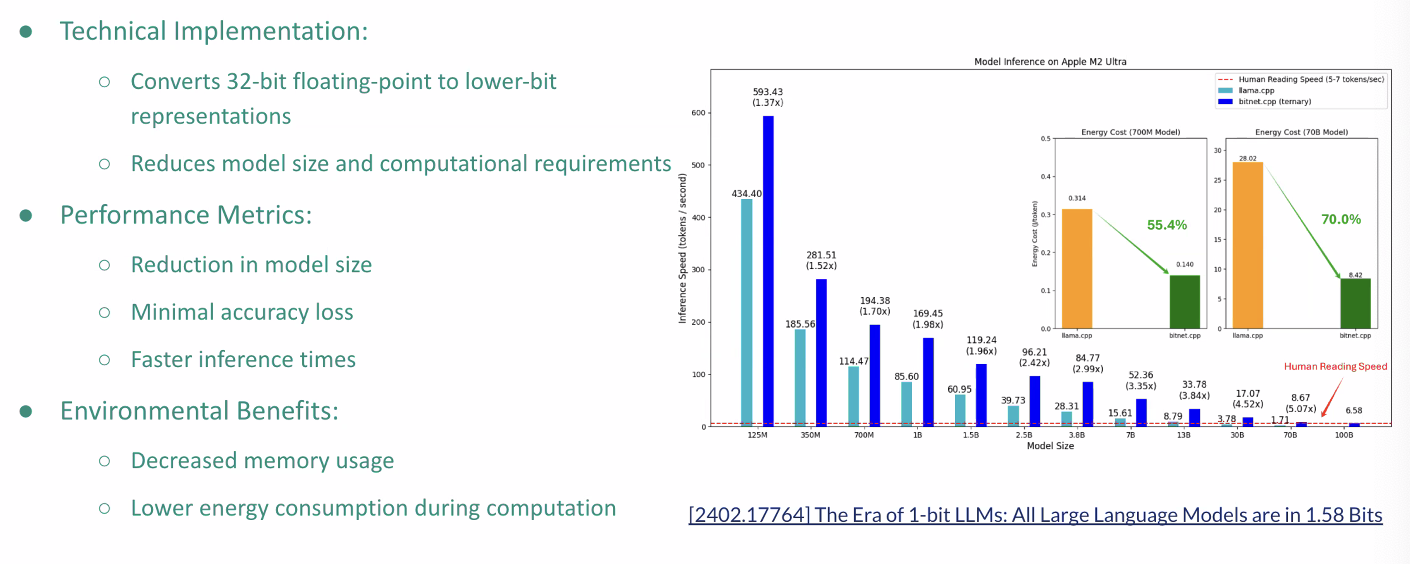 ● Technical Implementation:
○ Converts 32-bit floating-point to lower-bit
representations
○ Reduces model size and computational requirements
● Performance Metrics:
○ Reduction in model size
○ Minimal accuracy loss
○ Faster inference times
● Environmental Benefits:
○ Decreased memory usage
○ Lower energy consumption during computation
Model Inference on Apple M2 Ultra
Human Reading Speed (5-7 tokens/sec)
llama.cpp
bitnet.cpp (ternary)
Inference Speed (tokens / second)
600
500
400
300
200
100
0
434.40
593.43
(1.37x)
185.56
281.51
(1.52x)
114.47
194.38
(1.70x)
85.60
169.45
(1.98x)
60.95
119.24
(1.96x)
39.73
96.21
(2.42x)
28.31
84.77
(2.99x)
15.61
52.36
(3.35x)
8.79
33.78
(3.84x)
3.78
17.07
(4.52x)
1.71
8.67
(5.07x)
6.58
Human Reading Speed
125M 350M 700M 1B 1.5B 2.5B 3.8B 7B 13B 30B 70B 100B
Model Size
Energy Cost (700M Model)
Energy Cost (J/token)
0.5
0.4
0.3
0.2
0.1
0.0
0.314
55.4%
0.140
llama.cpp bitnet.cpp
Energy Cost (70B Model)
30
25
20
15
10
5
0
28.02
70.0%
8.42
llama.cpp bitnet.cpp
[2402.17764] The Era of 1-bit LLMs: All Large Language Models are in 1.58 Bits